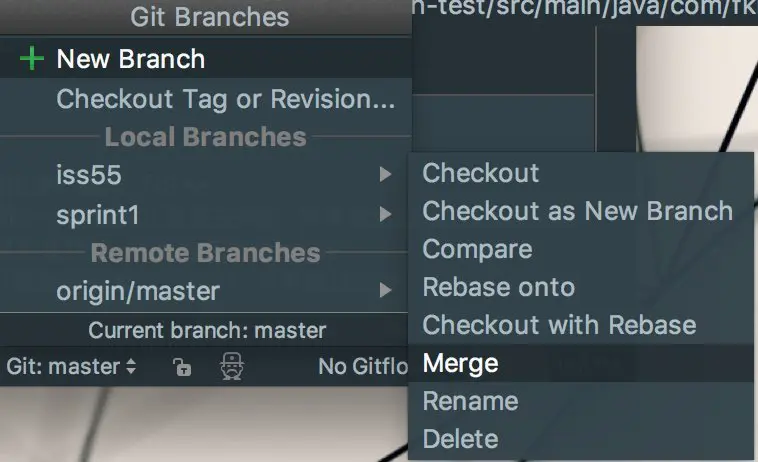 Git Branches
n-test/src/main/java/com/fk
New Branch
Checkout Tag or Revision...
Local Branches
iss55
sprint1
Remote Branches
origin/master
Current branch: master
Git: master
No Gitflo
Checkout
Checkout as New Branch
Compare
Rebase onto
Checkout with Rebase
Merge
Rename
Delete